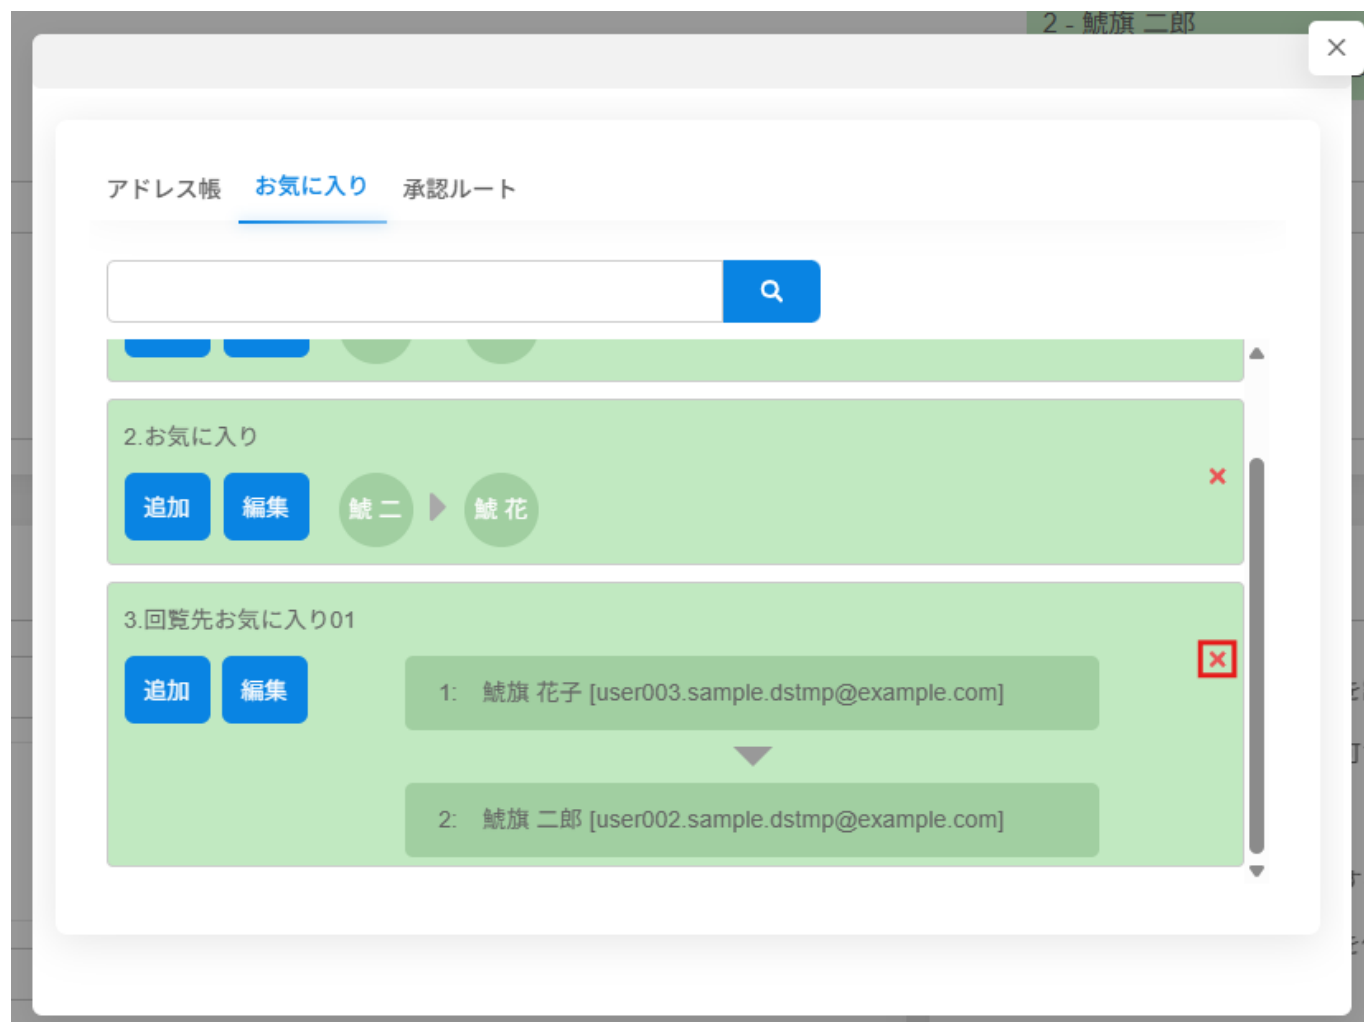 2 - 鯱旗 二郎
アドレス帳 お気に入り 承認ルート
2.お気に入り
追加 編集 鯱 二 鯱 花
3.回覧先お気に入り01
追加 編集 1: 鯱旗 花子 [user003.sample.dstmp@example.com]
2: 鯱旗 二郎 [user002.sample.dstmp@example.com]